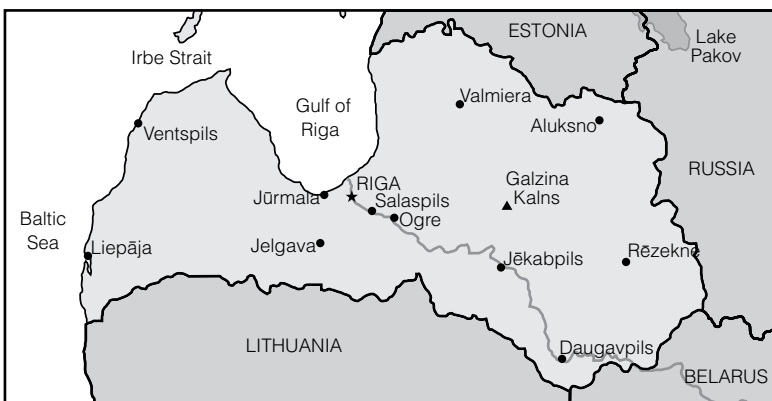 ESTONIA
Lake
Pakov
Irbe Strait
Gulf of
Riga
Valmiera
Aluksno
Ventspils
RUSSIA
RIGA
Galzina
Kalns
Jūrmala
Salaspils
Ogre
Baltic
Sea
Liepāja
Jelgava
Jēkabpils
Rēzekne
LITHUANIA
Daugavpils
BELARUS